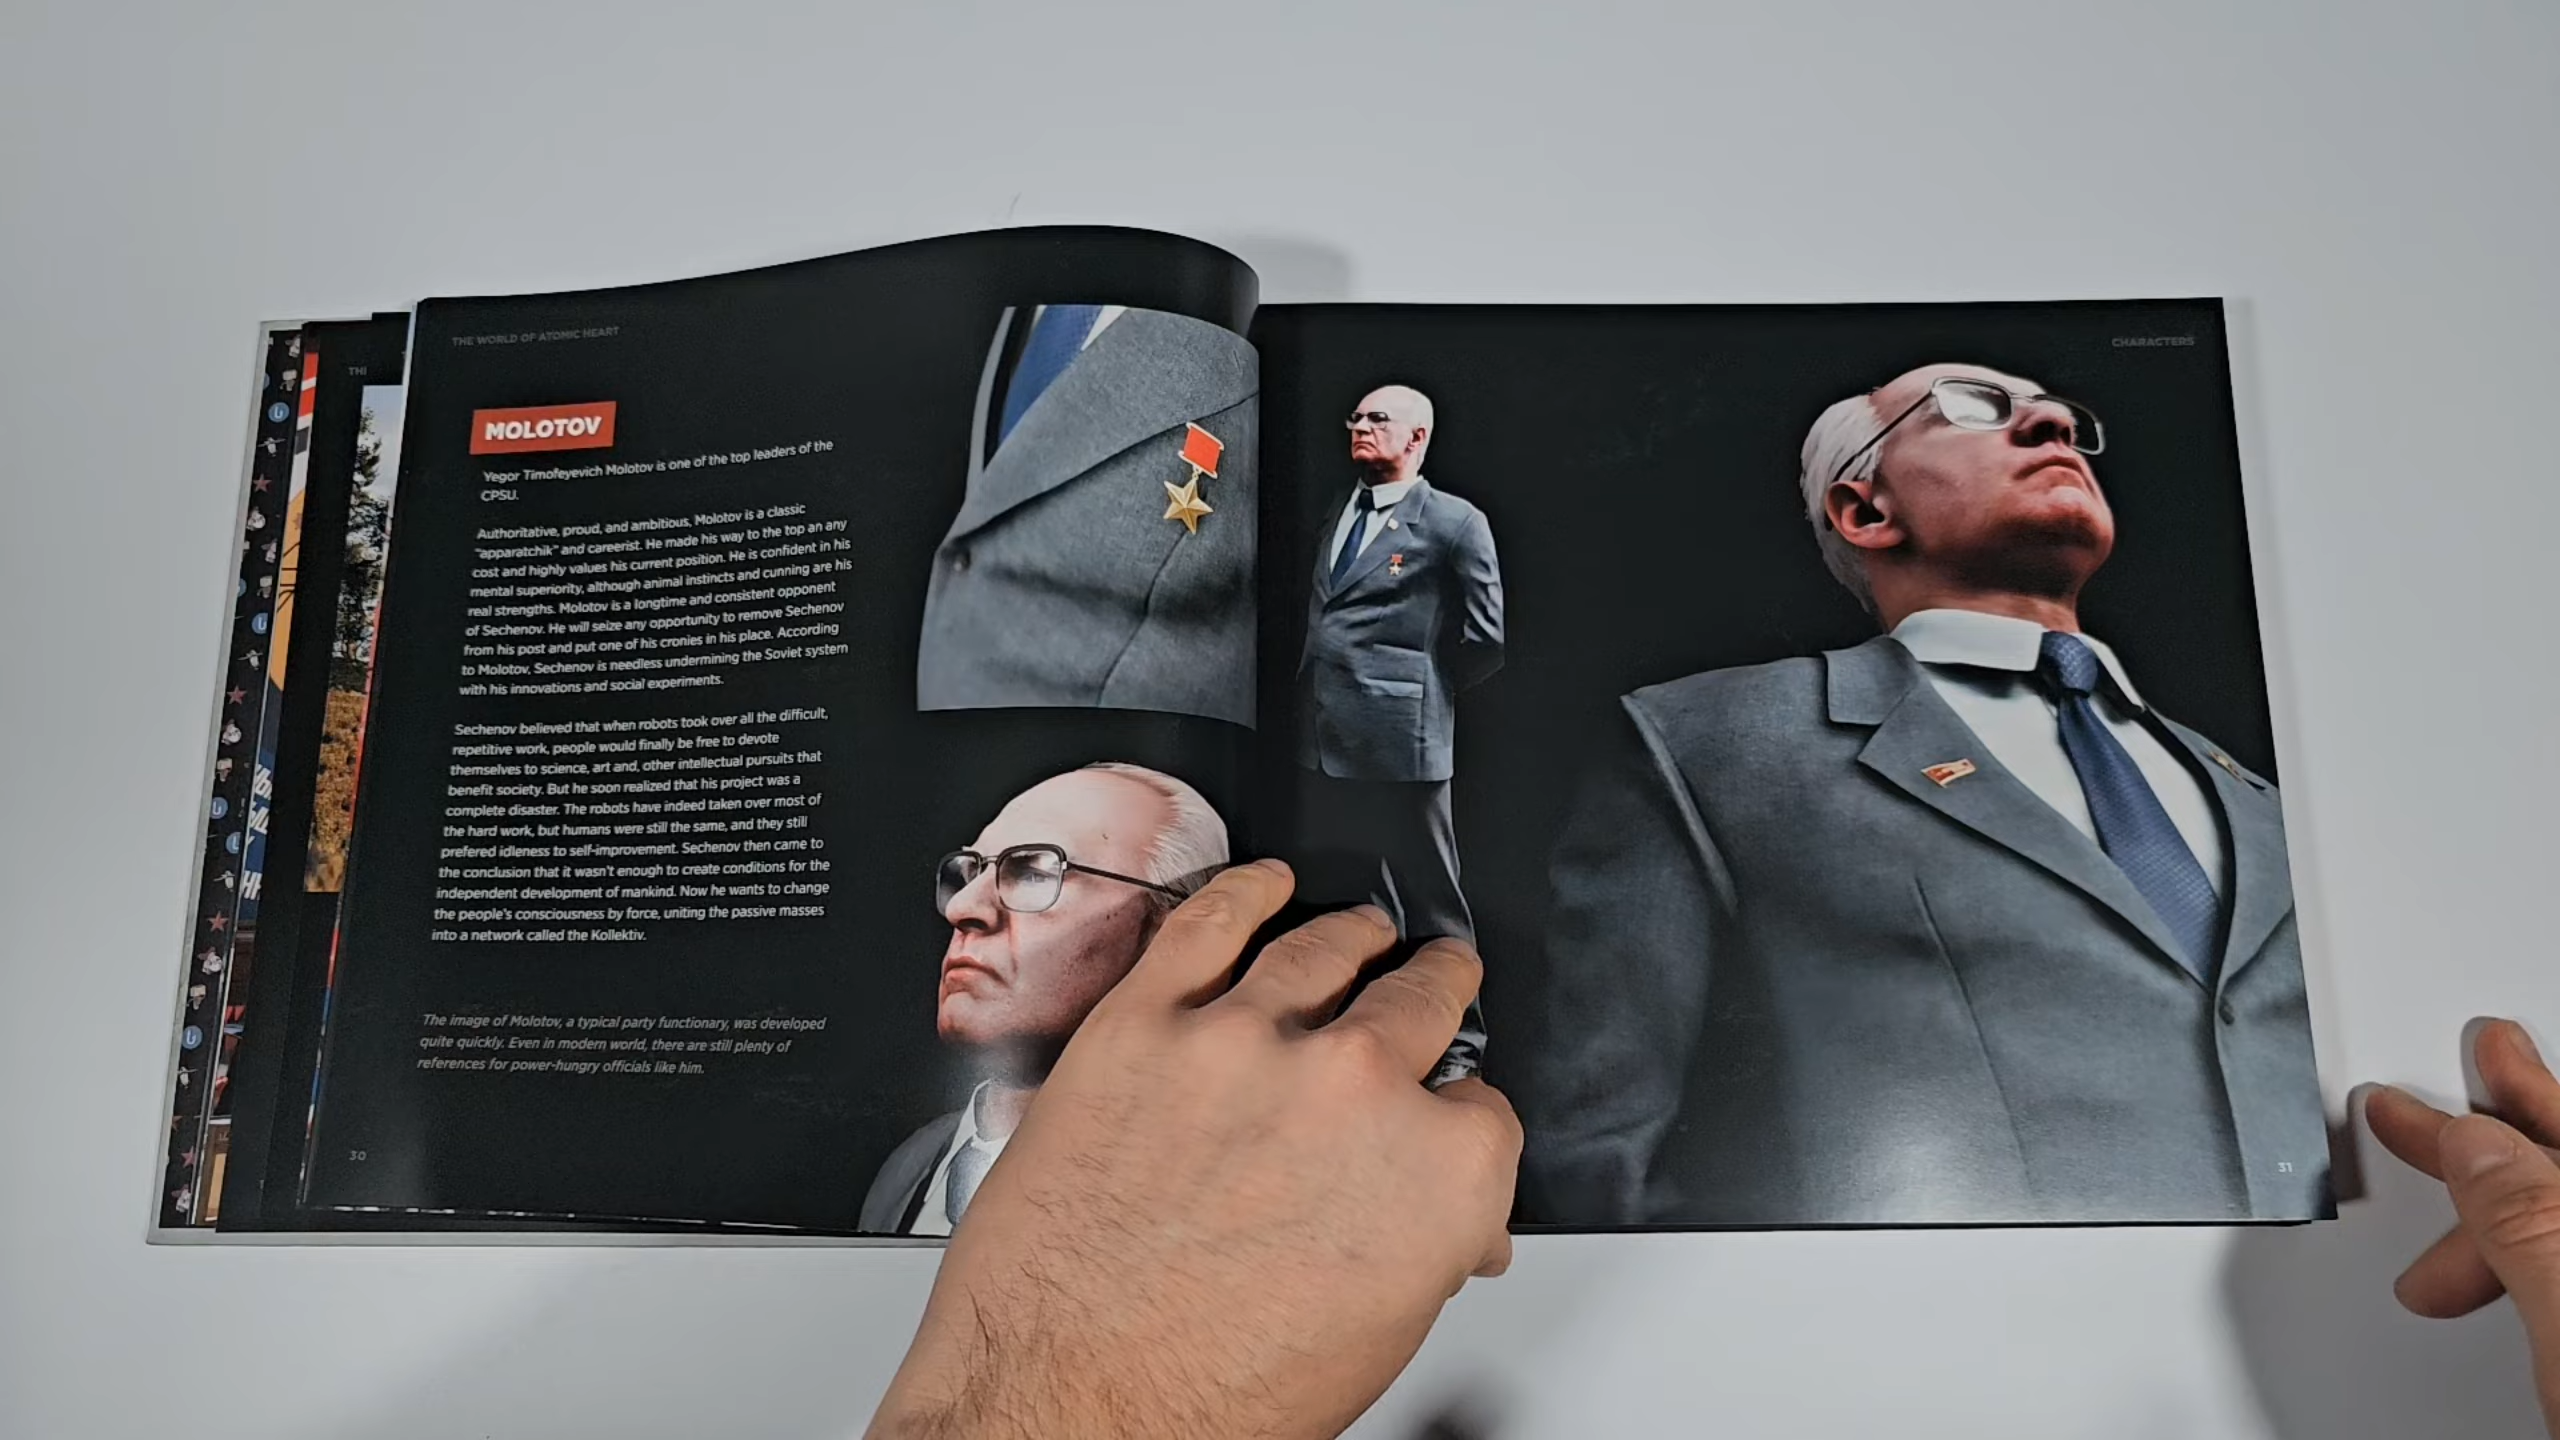 THE WORLD OF ATOMIC HEART
CHARACTERS
THI
MOLOTOV
Yegor Timofeyevich Molotov is one of the top leaders of the
CPSU.
Authoritative, proud, and ambitious, Molotov is a classic
"apparatchik" and careerist. He made his way to the top an any
cost and highly values his current position. He is confident in his
mental superiority, although animal instincts and cunning are his
real strengths. Molotov is a longtime and consistent opponent
of Sechenov. He will seize any opportunity to remove Sechenov
from his post and put one of his cronies in his place. According
to Molotov, Sechenov is needless undermining the Soviet system
with his innovations and social experiments.
Sechenov believed that when robots took over all the difficult,
repetitive work, people would finally be free to devote
themselves to science, art and, other intellectual pursuits that
benefit society. But he soon realized that his project was a
complete disaster. The robots have indeed taken over most of
the hard work, but humans were still the same, and they still
prefered idleness to self-improvement. Sechenov then came to
the conclusion that it wasn't enough to create conditions for the
independent development of mankind. Now he wants to change
the people's consciousness by force, uniting the passive masses
into a network called the Kollektiv.
The image of Molotov, a typical party functionary, was developed
quite quickly. Even in modern world, there are still plenty of
references for power-hungry officials like him.
30
31